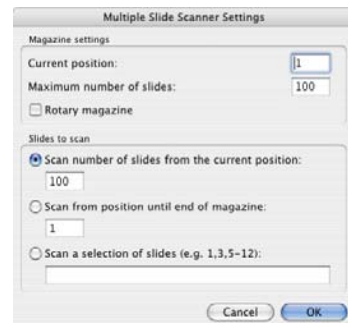 Multiple Slide Scanner Settings
Magazine settings
Current position: 1
Maximum number of slides: 100
Rotary magazine
Slides to scan
Scan number of slides from the current position:
100
Scan from position until end of magazine:
1
Scan a selection of slides (e.g. 1,3,5-12):
Cancel OK